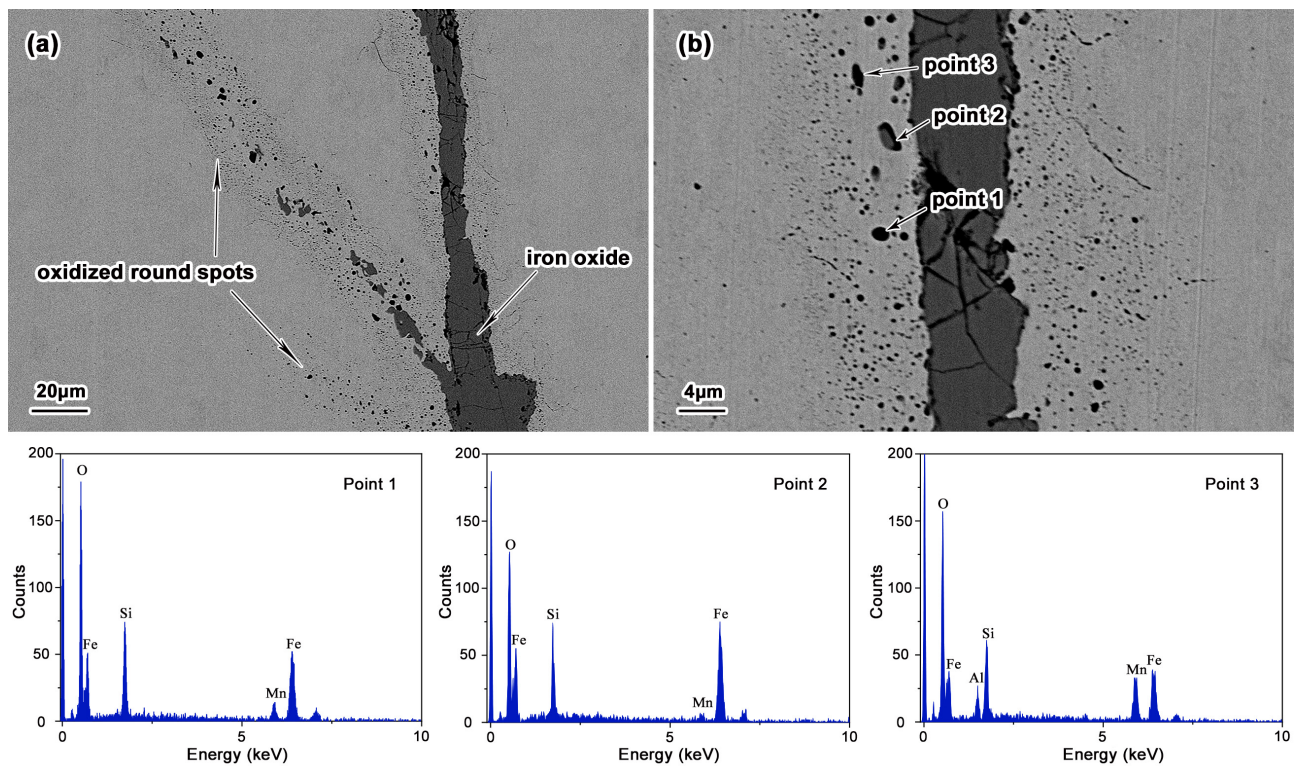 (a)
oxidized round spots
iron oxide
20μm
(b)
point 3
point 2
point 1
4μm
200
150
100
50
0
Counts
O
Fe
Si
Mn
Fe
Point 1
0
5
10
Energy (keV)
200
150
100
50
0
Counts
O
Fe
Si
Mn
Fe
Point 2
0
5
10
Energy (keV)
200
150
100
50
0
Counts
O
Fe
Al
Si
Mn
Fe
Point 3
0
5
10
Energy (keV)